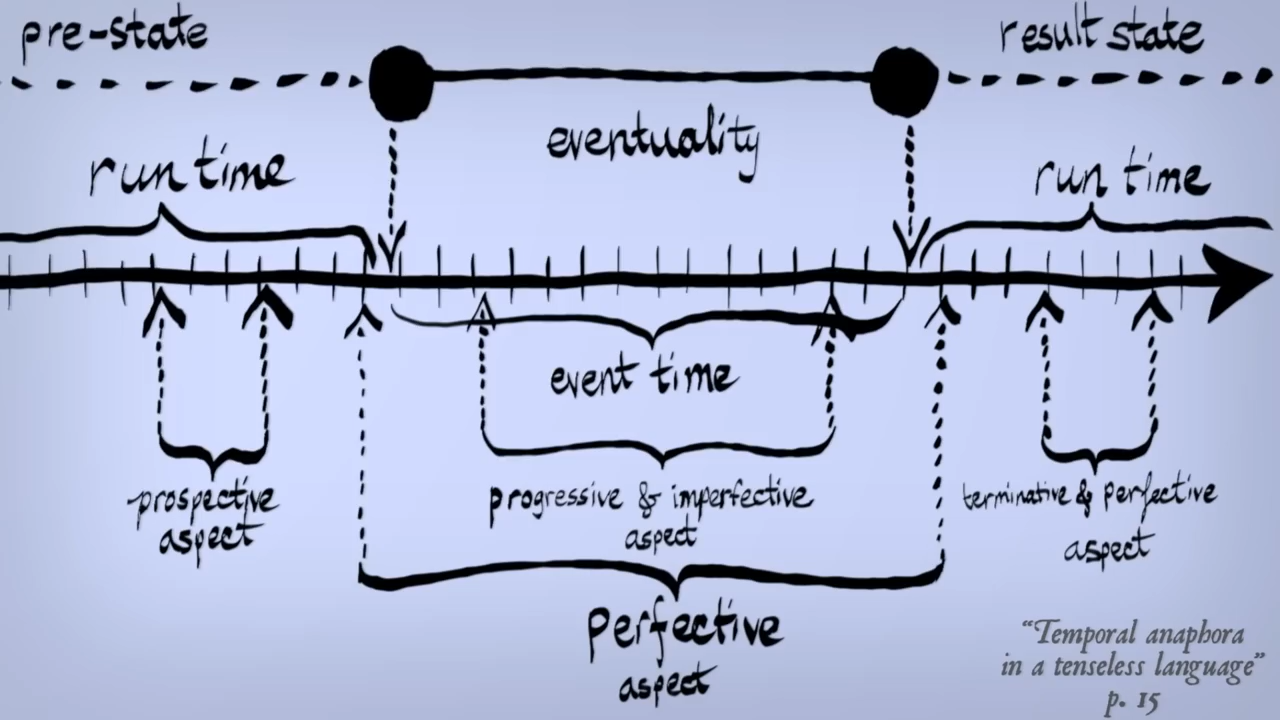 pre-state
result state
eventuality
run time
run time
event time
prospective
aspect
progressive & imperfective
aspect
terminative & perfective
aspect
perfective
aspect
“Temporal anaphora
in a tenseless language”
p. 15